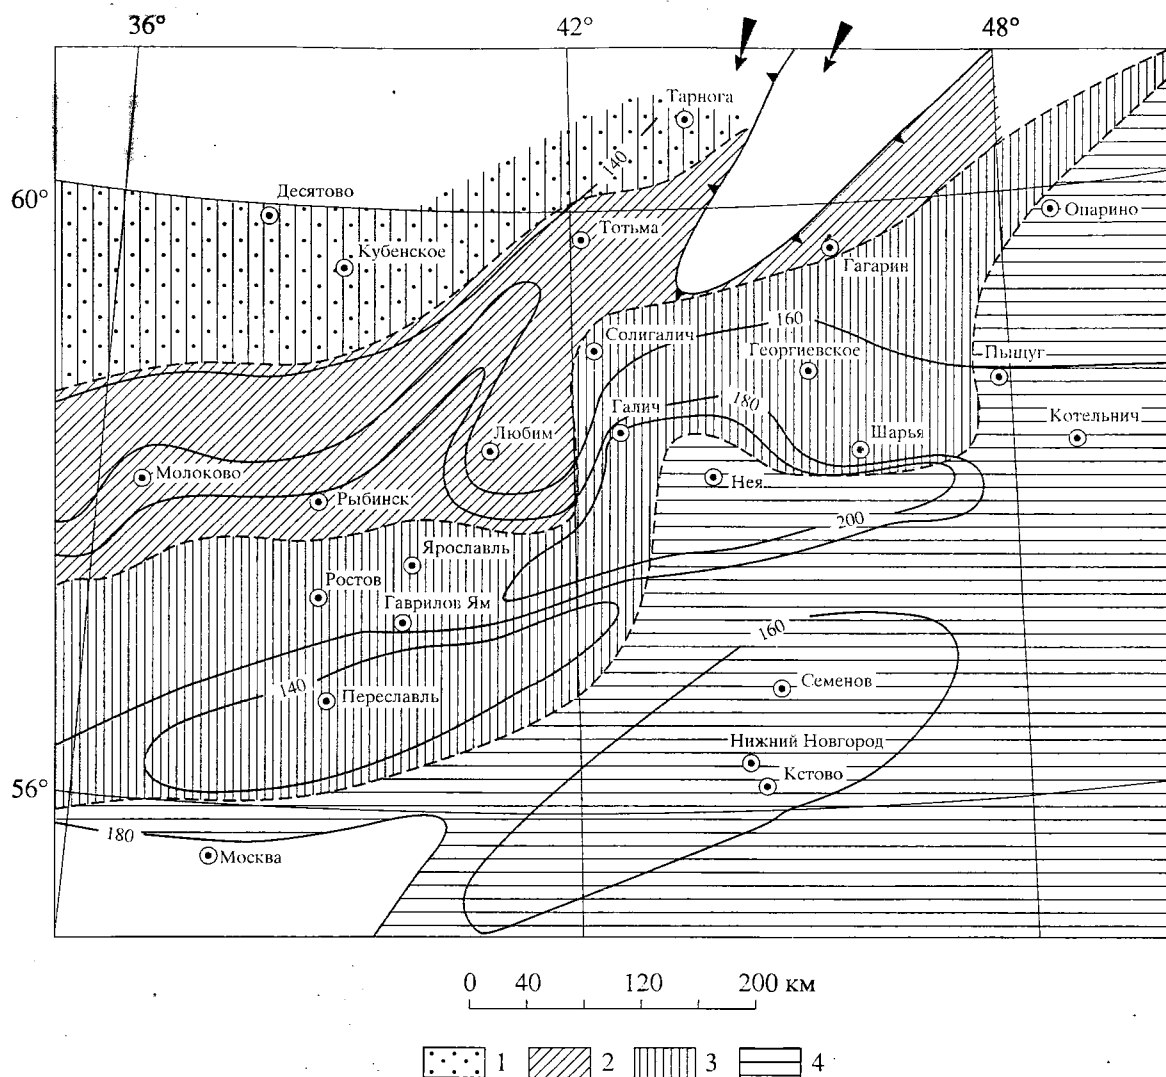 36° 42° 48°
Тарнога
140
60°
Десятово
Опарино
Тотьма
Кубенское
Гагарин
160
Солигалич
Георгиевское
Пыщуг
180
Галич
Котельнич
Любим
Шарья
Молоково
Нея
Рыбинск
200
Ярославль
Ростов
Гаврилов Ям
160
140
Переславль
Семенов
Нижний Новгород
56°
Кстово
180
Москва
0 40 120 200 км
1 2 3 4